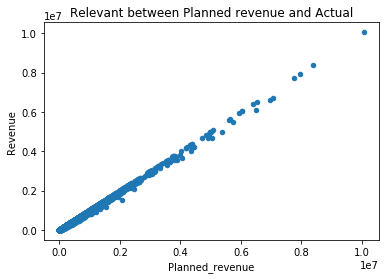 Relevant between Planned revenue and Actual
1e7
1.0
0.8
0.6
0.4
0.2
0.0
Revenue
0.0 0.2 0.4 0.6 0.8 1.0
1e7
Planned_revenue